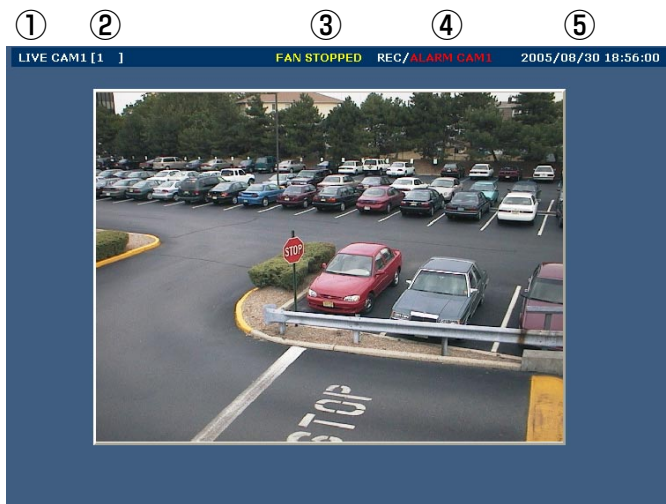 ① ② ③ ④ ⑤
LIVE CAM1 [1 ] FAN STOPPED REC/ALARM CAM1 2005/08/30 18:56:00
STOP
STOP